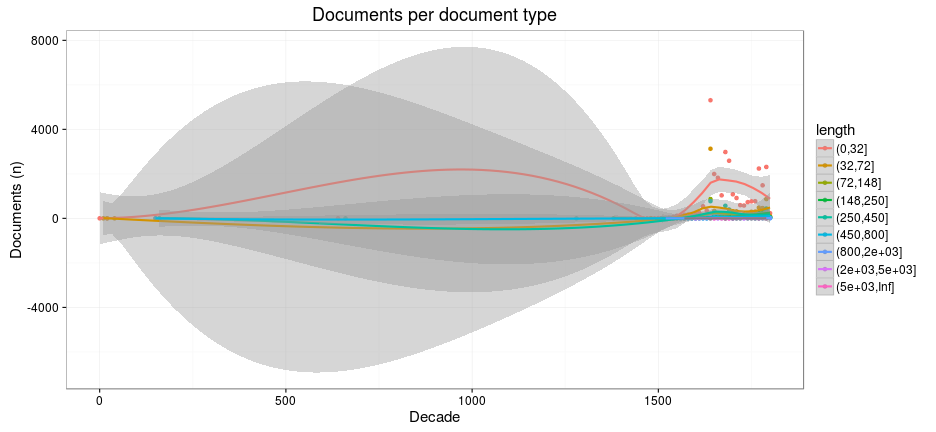 Documents per document type
Documents (n)
8000
4000
0
-4000
0
500
1000
1500
Decade
length
(0,32]
(32,72]
(72,148]
(148,250]
(250,450]
(450,800]
(800,2e+03]
(2e+03,5e+03]
(5e+03,Inf]